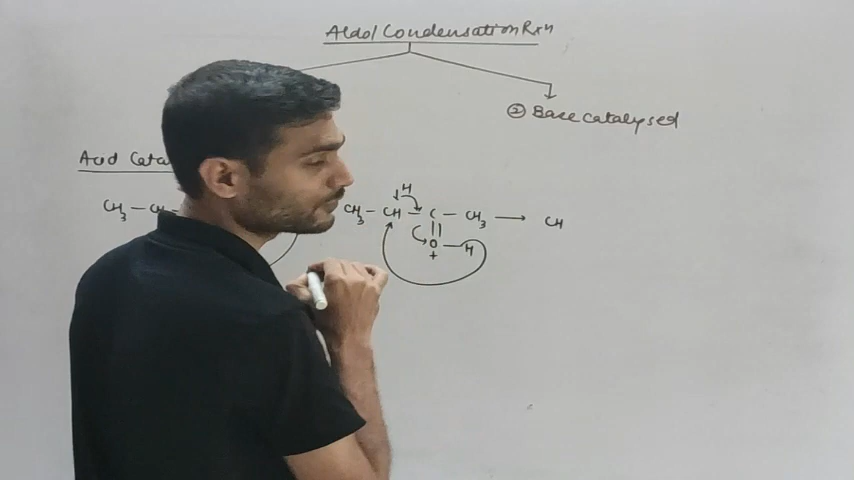 Aldol Condensation Rxn
② Base catalysed
Acid Cata
CH3 — CH
H
CH3 — CH — C — CH3 → CH
O — H
+